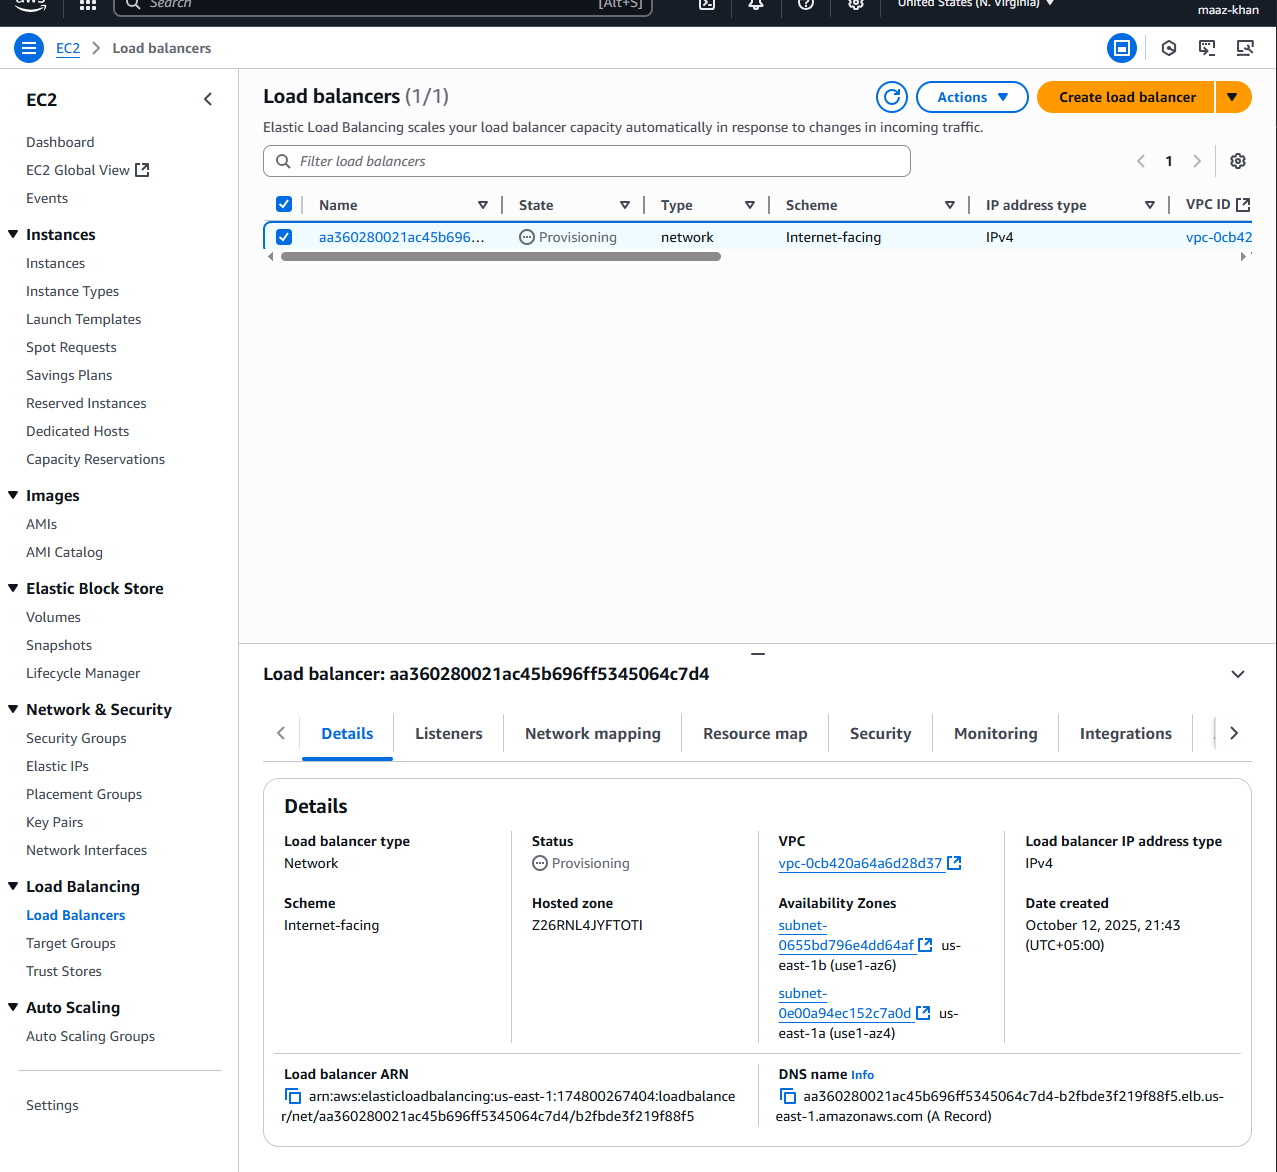 aws
Search
[Alt+S]
United States (N. Virginia)
maaz-khan
EC2
Load balancers
EC2
Dashboard
EC2 Global View
Events
Instances
Instances
Instance Types
Launch Templates
Spot Requests
Savings Plans
Reserved Instances
Dedicated Hosts
Capacity Reservations
Images
AMIs
AMI Catalog
Elastic Block Store
Volumes
Snapshots
Lifecycle Manager
Network & Security
Security Groups
Elastic IPs
Placement Groups
Key Pairs
Network Interfaces
Load Balancing
Load Balancers
Target Groups
Trust Stores
Auto Scaling
Auto Scaling Groups
Settings
Load balancers (1/1)
Actions
Create load balancer
Elastic Load Balancing scales your load balancer capacity automatically in response to changes in incoming traffic.
Filter load balancers
1
Name State Type Scheme IP address type VPC ID
aa360280021ac45b696... Provisioning network Internet-facing IPv4 vpc-0cb42
Load balancer: aa360280021ac45b696ff5345064c7d4
Details Listeners Network mapping Resource map Security Monitoring Integrations
Details
Load balancer type
Network
Status
Provisioning
VPC
vpc-0cb420a64a6d28d37
Load balancer IP address type
IPv4
Scheme
Internet-facing
Hosted zone
Z26RNL4JYFTOTI
Availability Zones
subnet-
0655bd796e4dd64af us-
east-1b (use1-az6)
subnet-
0e00a94ec152c7a0d us-
east-1a (use1-az4)
Date created
October 12, 2025, 21:43
(UTC+05:00)
Load balancer ARN
arn:aws:elasticloadbalancing:us-east-1:174800267404:loadbalance
r/net/aa360280021ac45b696ff5345064c7d4/b2fbde3f219f88f5
DNS name Info
aa360280021ac45b696ff5345064c7d4-b2fbde3f219f88f5.elb.us-
east-1.amazonaws.com (A Record)